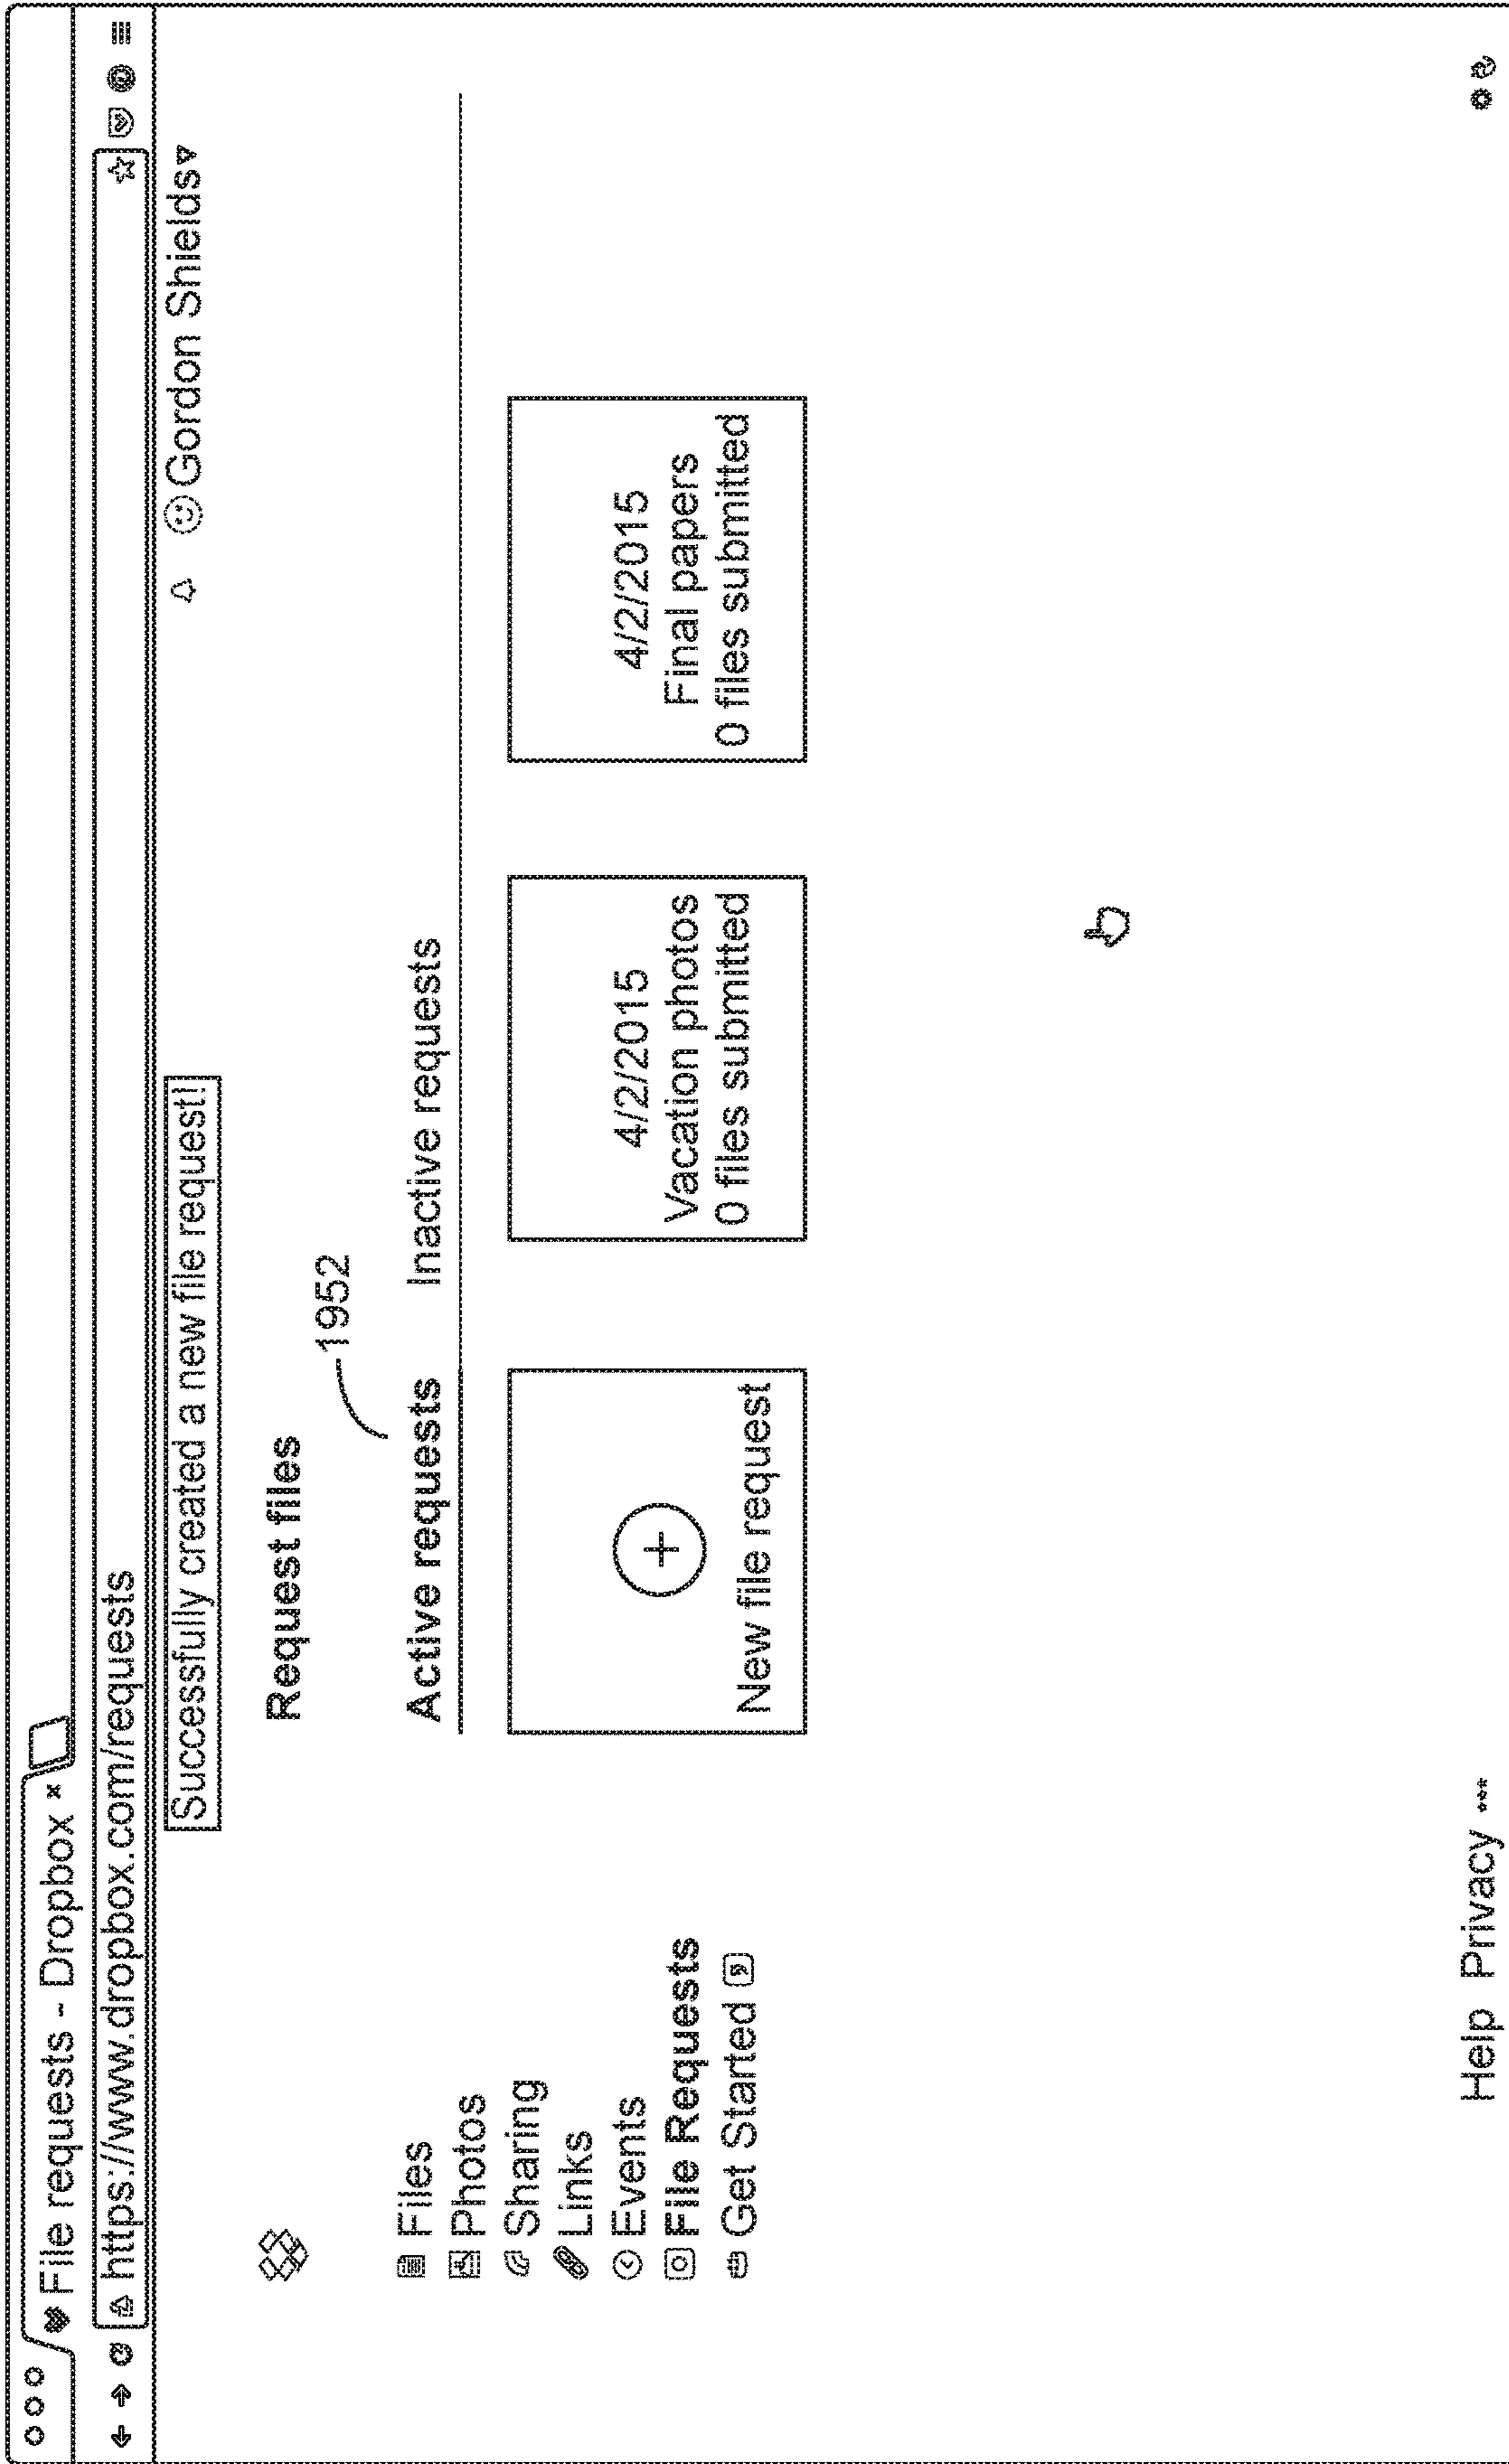 File requests - Dropbox ×
https://www.dropbox.com/requests
Successfully created a new file request!
Gordon Shields
Request files
1952
Active requests Inactive requests
Files
Photos
Sharing
Links
Events
File Requests
Get Started
New file request
4/2/2015
Vacation photos
0 files submitted
4/2/2015
Final papers
0 files submitted
Help Privacy